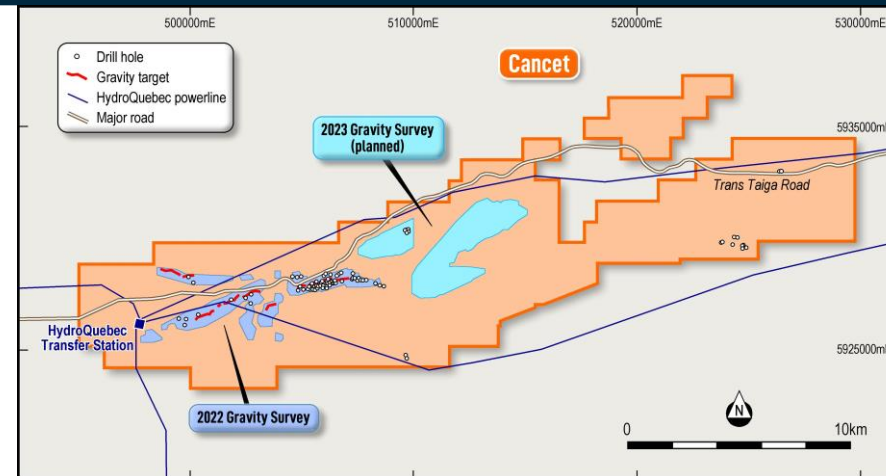 500000mE
510000mE
520000mE
530000mE
Drill hole
Gravity target
HydroQuebec powerline
Major road
Cancet
2023 Gravity Survey
(planned)
5935000mN
Trans Taiga Road
HydroQuebec
Transfer Station
5925000mN
2022 Gravity Survey
N
0
10km